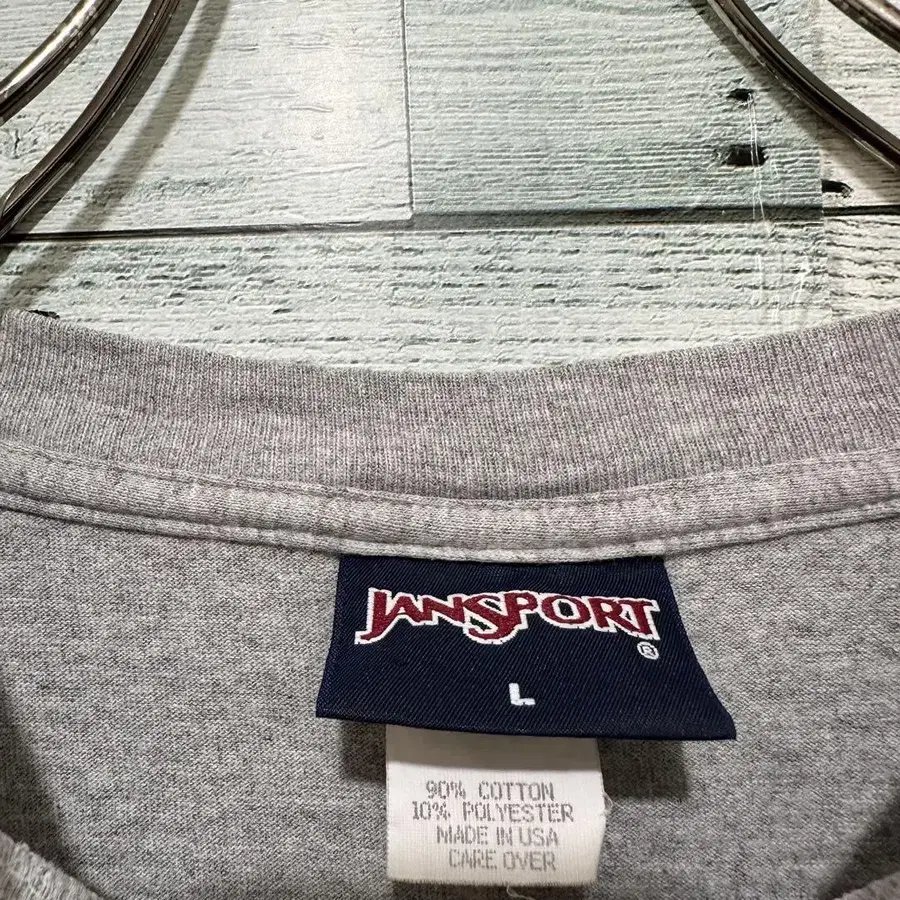 JANSPORT
®
L
90% COTTON
10% POLYESTER
MADE IN USA
CARE OVER